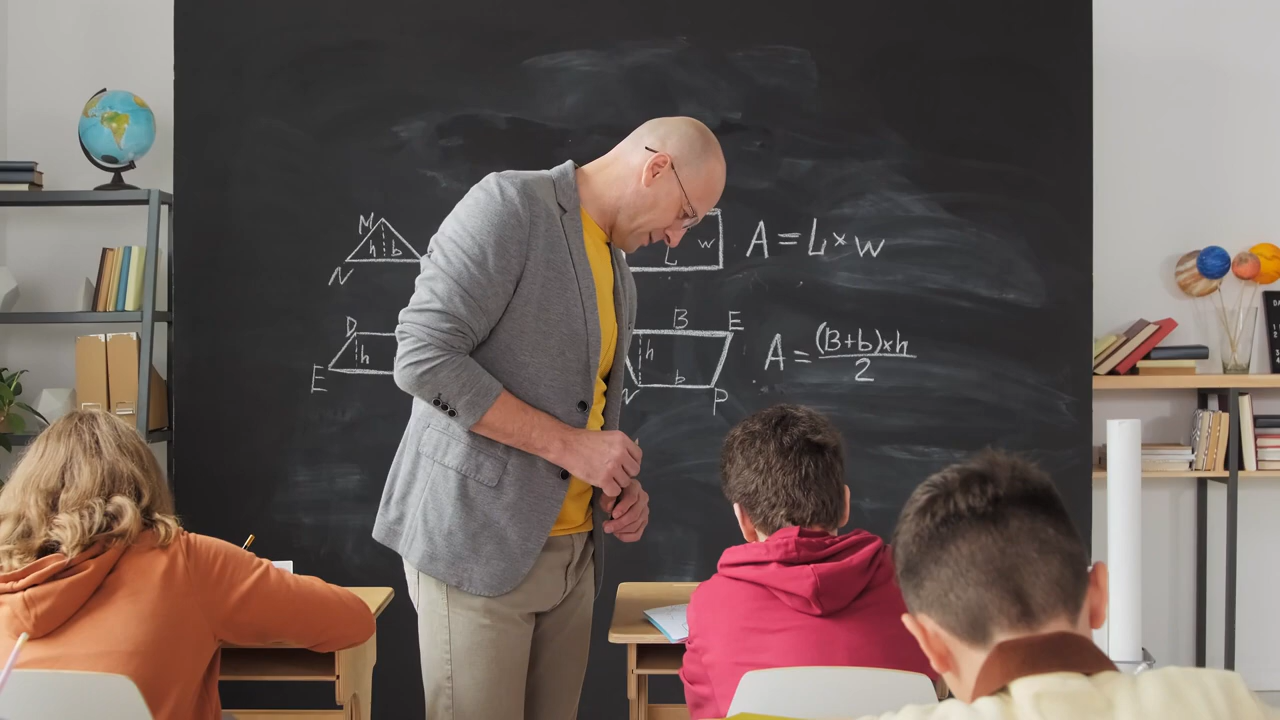 M
h b
N
L w
A = L × w
D
h
E
B E
h
b
P
A = (B+b)×h / 2